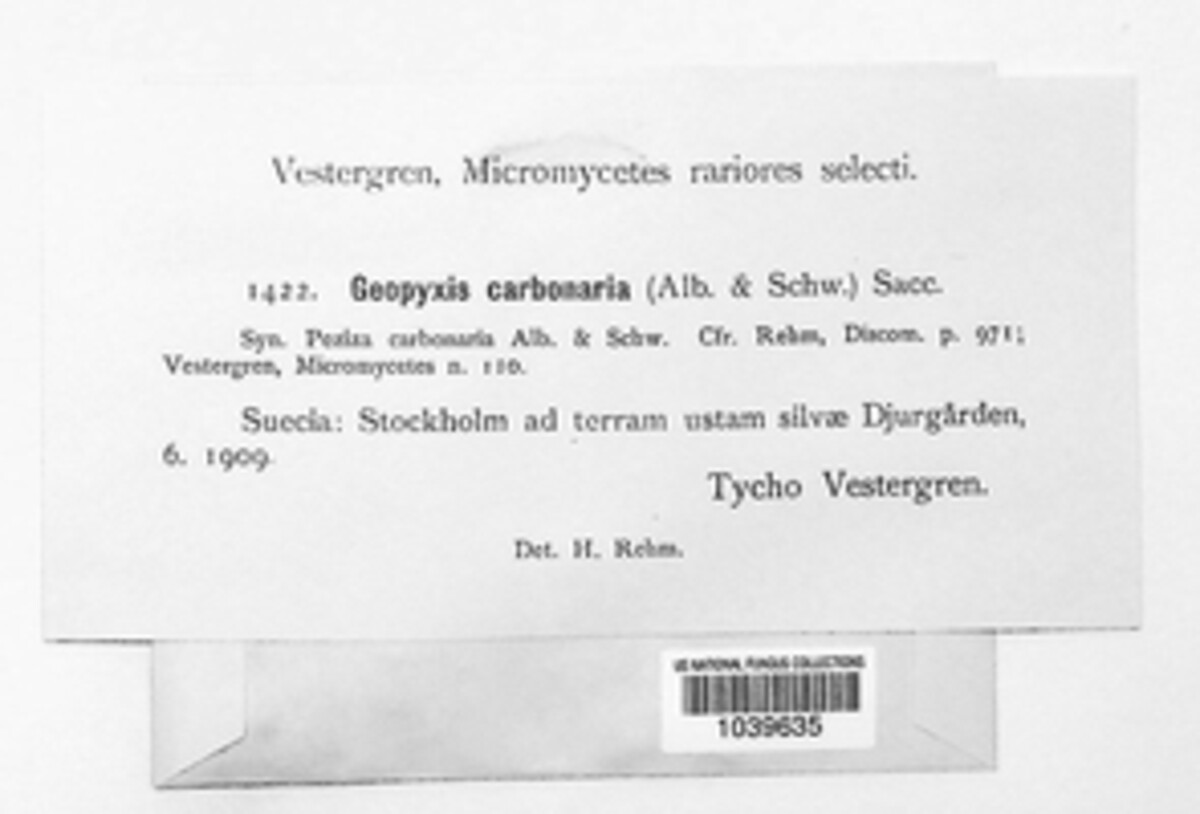 Vestergren, Micromycetes rariores selecti.
1422. Geopyxis carbonaria (Alb. & Schw.) Sacc.
Syn. Peziza carbonaria Alb. & Schw. Cfr. Rehm, Discom. p. 971;
Vestergren, Micromycetes n. 116.
Suecia: Stockholm ad terram ustam silvæ Djurgården,
6. 1909.
Tycho Vestergren.
Det. H. Rehm.
US NATIONAL FUNGUS COLLECTIONS
1039635